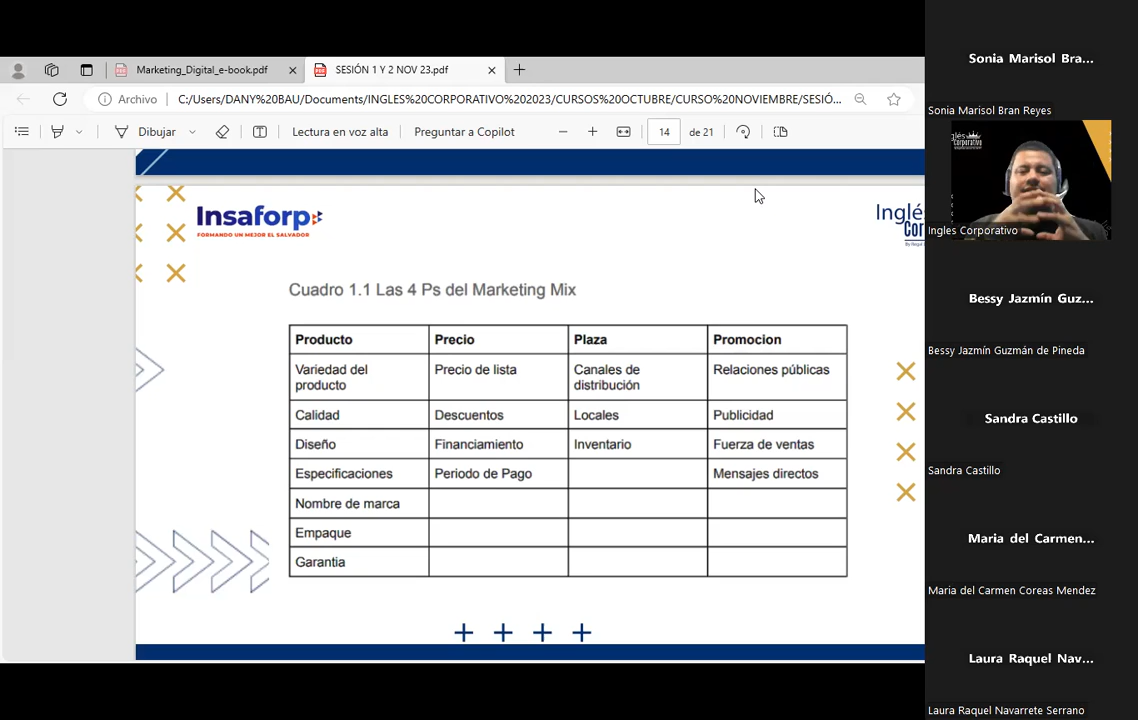 Marketing_Digital_e-book.pdf
SESIÓN 1 Y 2 NOV 23.pdf
Archivo
C:/Users/DANY%20BAU/Documents/INGLES%20CORPORATIVO%202023/CURSOS%20OCTUBRE/CURSO%20NOVIEMBRE/SESIÓ...
Dibujar
Lectura en voz alta
Preguntar a Copilot
14
de 21
Insaforp
FORMANDO UN MEJOR EL SALVADOR
Inglés
Cor
Cuadro 1.1 Las 4 Ps del Marketing Mix
Producto Precio Plaza Promocion
Variedad del producto Precio de lista Canales de distribución Relaciones públicas
Calidad Descuentos Locales Publicidad
Diseño Financiamiento Inventario Fuerza de ventas
Especificaciones Periodo de Pago Mensajes directos
Nombre de marca
Empaque
Garantia
Sonia Marisol Bra...
Sonia Marisol Bran Reyes
Ingles Corporativo
Bessy Jazmín Guz...
Bessy Jazmín Guzmán de Pineda
Sandra Castillo
Sandra Castillo
Maria del Carmen...
Maria del Carmen Coreas Mendez
Laura Raquel Nav...
Laura Raquel Navarrete Serrano